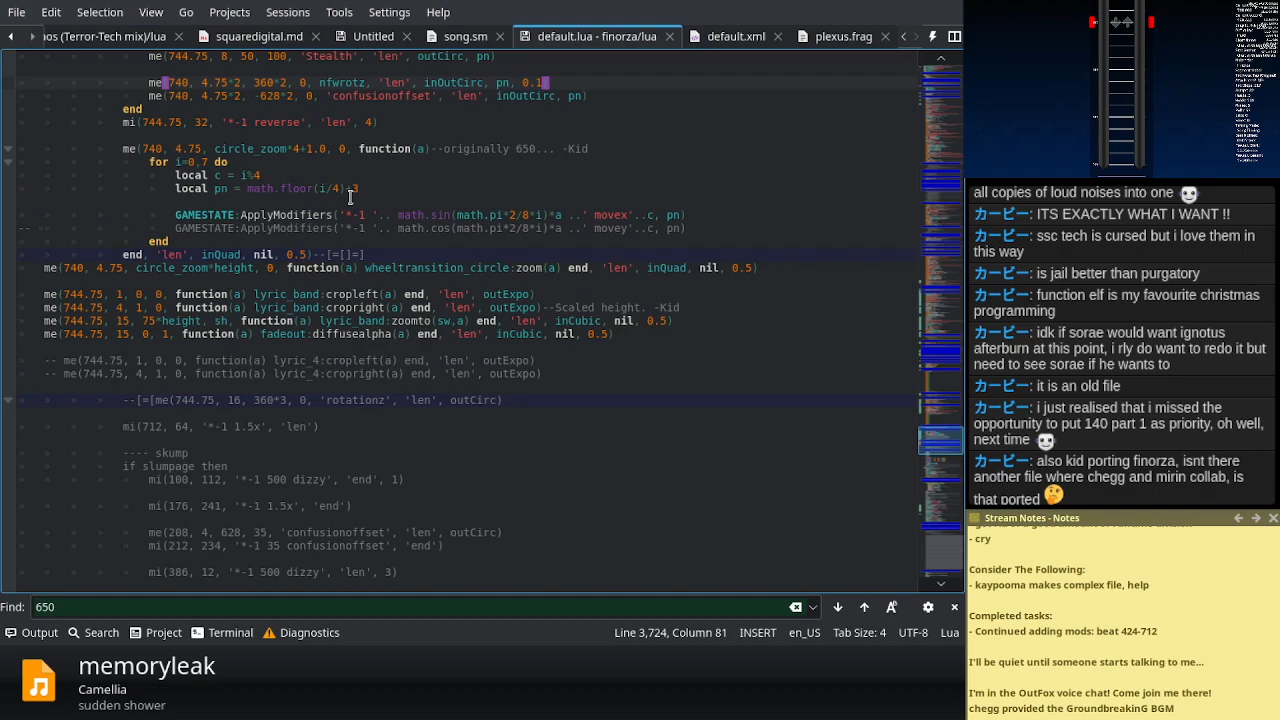 File Edit View Go Projects Sessions Tools Settings Help
os (Terror-Tech mix)/lua squaredigital.md Untitled song.sm default.lua - finorza/lua default.xml plexus.frag
me(744.75, 8, 50, 100, 'Stealth', 'len', outCirc, pn)
me(740, 4.75*2, 360*2, 0, nfwrotz, 'len', inOutCirc, pn, 0.1)
me(740, 4.75*2, -628*2, 0, 'confusionoffset', 'len', inOutCirc, pn)
end
mi(744.75, 32, '*-1 reverse', 'len', 4)
me(740, 4.75, circle_zoom*4+1.0, 0, function(a)--originally 650... -Kid
for i=0,7 do
local c = i%4
local pn = math.floor(i/4)+3
GAMESTATE:ApplyModifiers('*-1 '.. math.sin(math.pi*2/8*i)*a ..' movex'..c, pn)
-- GAMESTATE:ApplyModifiers('*-1 '.. math.cos(math.pi*2/8*i)*a ..' movey'..c, pn)
end
end, 'len', inQuad, nil, 0.5)--[=[]=]
me(740, 4.75, circle_zoom*height, 0, function(a) wheeltransition_circle:zoom(a) end, 'len', inQuad, nil, 0.5)
me(744.75, 1, 0, 0, function(a) lyric_band:cropleft(a) end, 'len', outExpo)
me(744.75, 4, 1, 0, function(a) lyric_band:cropright(a) end, 'len', outExpo)--Scaled height. -Kid
me(744.75, 15, 75*height, sh, function(a) lyric_band:zoomto(sw,a) end, 'len', inCubic, nil, 0.5)
me(744.75, 15, 0, 1, function(a) fadeout:diffusealpha(a) end, 'len', inCubic, nil, 0.5)
-- me(744.75, 1, 0, 0, function(a) lyric_4:cropleft(a) end, 'len', outExpo)
-- me(744.75, 4, 1, 0, function(a) lyric_4:cropright(a) end, 'len', outExpo)
--[=[me(744.75, 16, 360*3, 0, 'rotationz', 'len', outCirc)
mi(712, 64, '*-1 1.5x', 'len')
---- skump
if slumpage then
mi(100, 112, '*-1 500 dizzy', 'end', 1)
mi(176, 241, '*-1 1.5x', 'end')
me(208, 4, 628, 35, 'confusionoffset', 'len', outCirc)
mi(212, 234, '*-1 35 confusionoffset', 'end')
mi(386, 12, '*-1 500 dizzy', 'len', 3)
Find: 650
Output Search Project Terminal Diagnostics Line 3,724, Column 81 INSERT en_US Tab Size: 4 UTF-8 Lua
memoryleak
Camellia
sudden shower
all copies of loud noises into one
カービー: ITS EXACTLY WHAT I WANT !!
カービー: ssc tech is cursed but i love them in
this way
カービー: is jail better than purgatory
カービー: function elf is my favourite christmas
programming
カービー: idk if sorae would want ignotus
afterburn at this point, i rly do want to redo it but
need to see sorae if he wants to
カービー: it is an old file
カービー: i just realised that i missed the
opportunity to put 140 part 1 as priority, oh well,
next time
カービー: also kid porting finorza, isnt there
another file where chegg and mirin collab, is
that ported
Stream Notes - Notes
- cry
Consider The Following:
- kaypooma makes complex file, help
Completed tasks:
- Continued adding mods: beat 424-712
I'll be quiet until someone starts talking to me...
I'm in the OutFox voice chat! Come join me there!
chegg provided the GroundbreakinG BGM